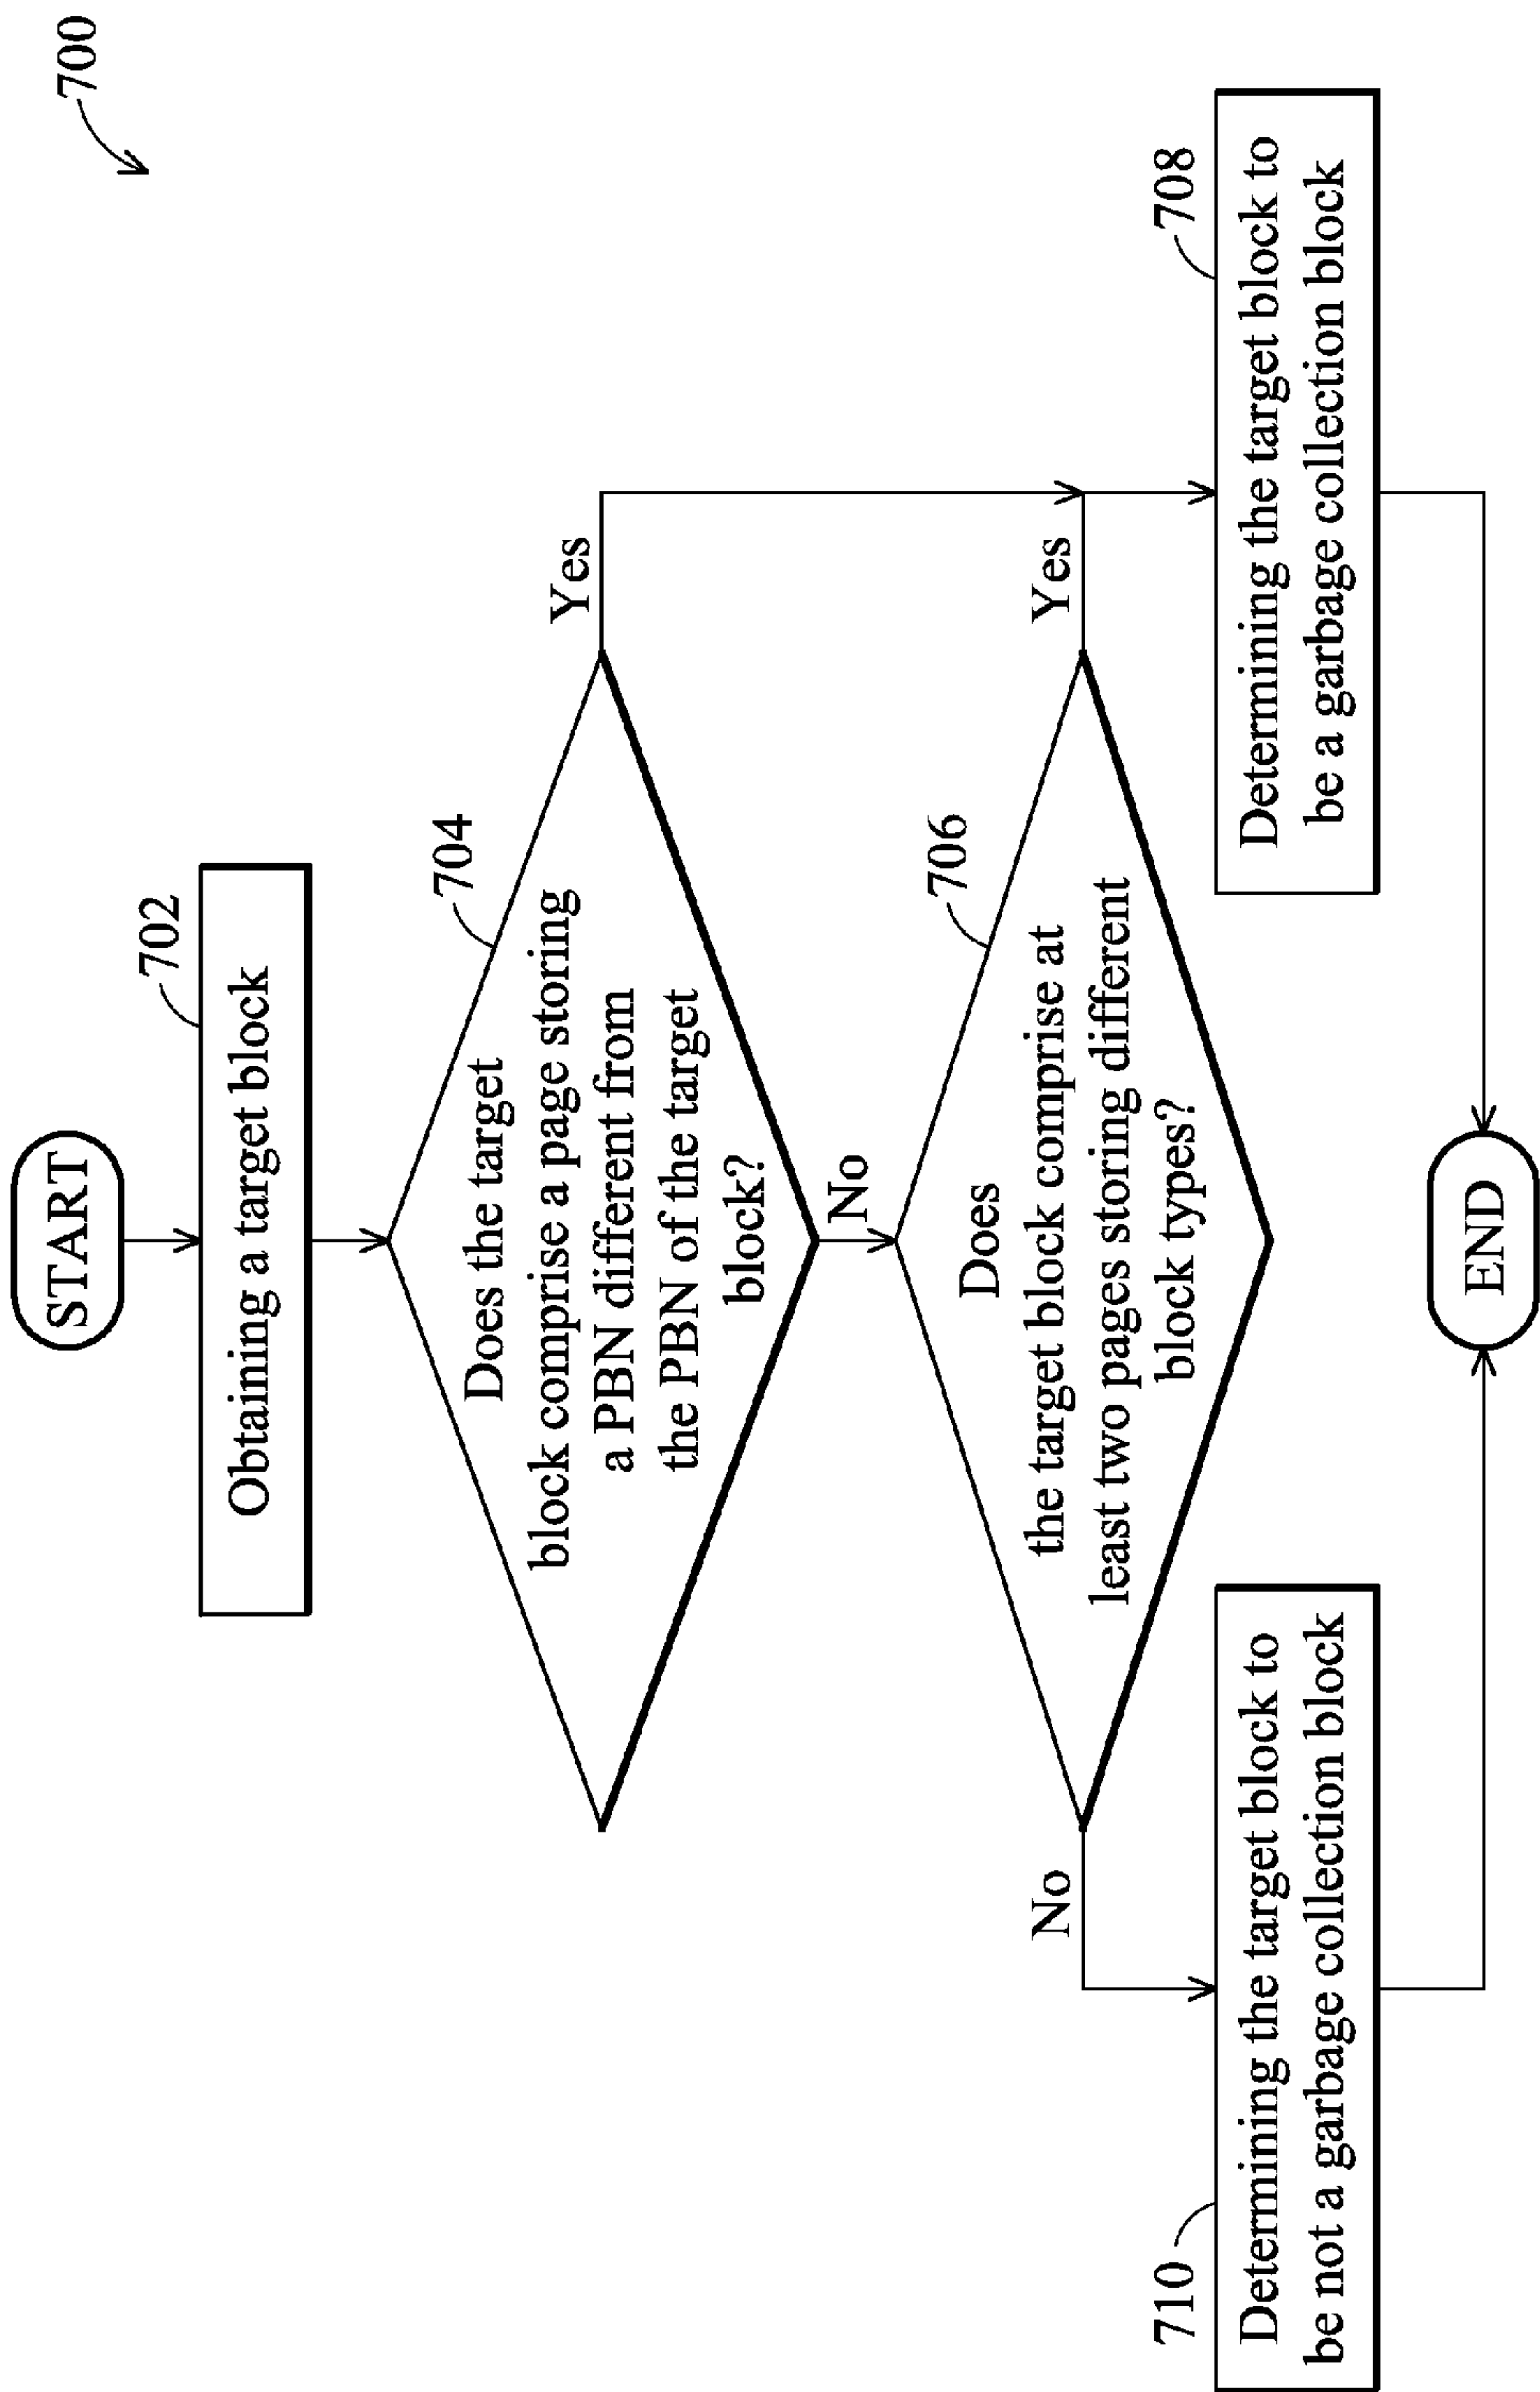 700
START
702
Obtaining a target block
704
Does the target
block comprise a page storing
a PBN different from
the PBN of the target
block?
Yes
No
706
Does
the target block comprise at
least two pages storing different
block types?
No
Yes
710
Determining the target block to
be not a garbage collection block
708
Determining the target block to
be a garbage collection block
END